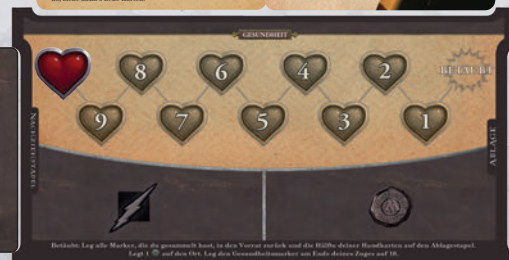 GESUNDHEIT
8 6 4 2 BETÄUBT
9 7 5 3 1
NACHZIEHSTAPEL
ABLAGE
Betäubt: Leg alle Marker, die du gesammelt hast, in den Vorrat zurück und die Hälfte deiner Handkarten auf den Ablagestapel.
Legt 1 auf den Ort. Leg den Gesundheitsmarker am Ende deines Zuges auf 10.